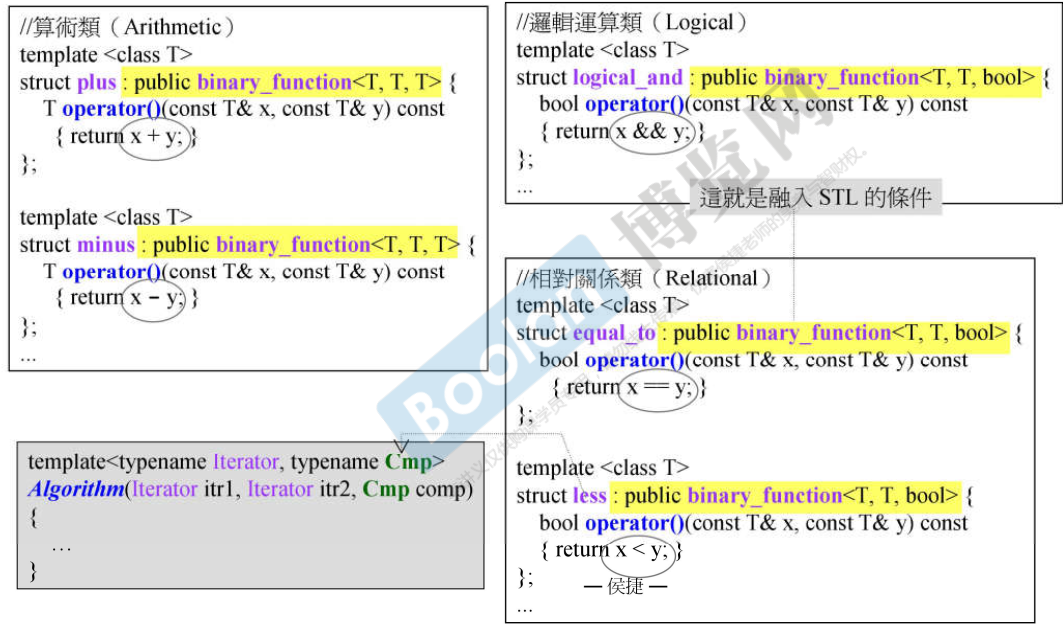 //算術類（Arithmetic）
template <class T>
struct plus : public binary_function<T, T, T> {
T operator()(const T& x, const T& y) const
{ return x + y; }
};
template <class T>
struct minus : public binary_function<T, T, T> {
T operator()(const T& x, const T& y) const
{ return x − y; }
};
...
//邏輯運算類（Logical）
template <class T>
struct logical_and : public binary_function<T, T, bool> {
bool operator()(const T& x, const T& y) const
{ return x && y; }
};
...
這就是融入 STL 的條件
//相對關係類（Relational）
template <class T>
struct equal_to : public binary_function<T, T, bool> {
bool operator()(const T& x, const T& y) const
{ return x == y; }
};
template <class T>
struct less : public binary_function<T, T, bool> {
bool operator()(const T& x, const T& y) const
{ return x < y; }
};
...
— 侯捷 —
template<typename Iterator, typename Cmp>
Algorithm(Iterator itr1, Iterator itr2, Cmp comp)
{
...
}
Boolan
博览网